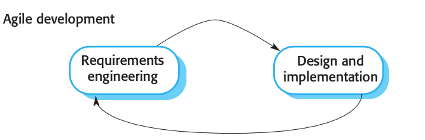 Agile development
Requirements
engineering
Design and
implementation